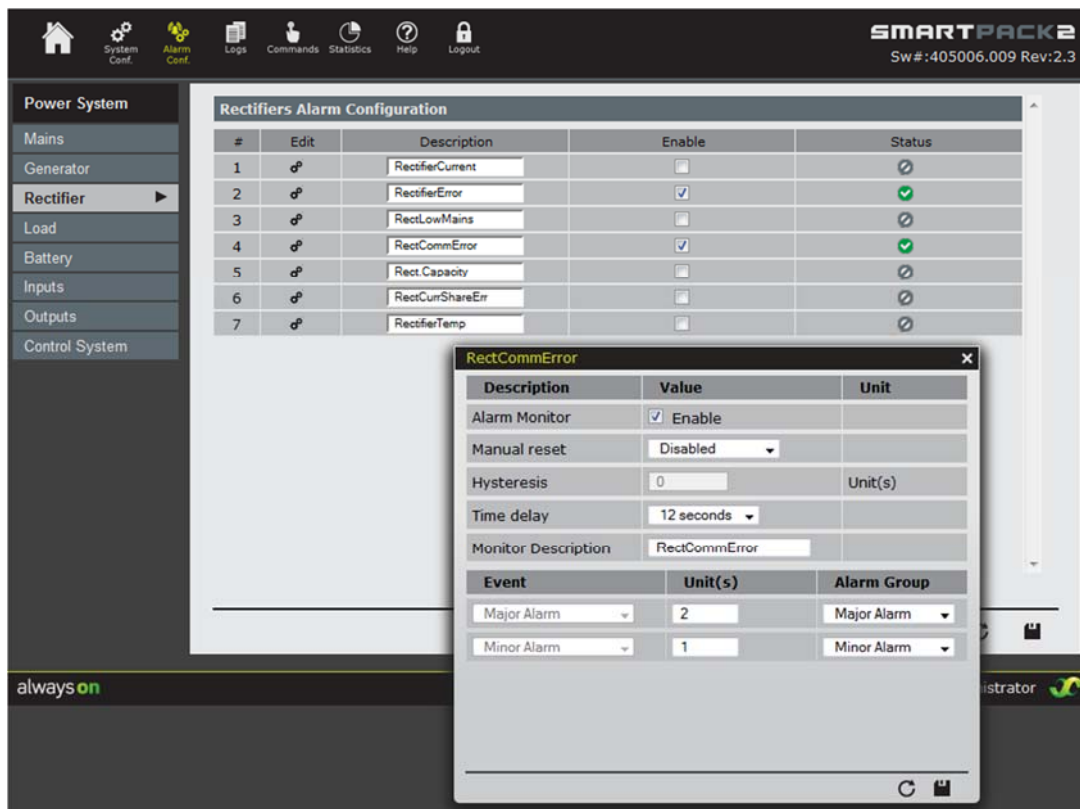 SMARTPACK2
System Conf. Alarm Conf. Logs Commands Statistics Help Logout
Sw#:405006.009 Rev:2.3
Power System
Mains
Generator
Rectifier
Load
Battery
Inputs
Outputs
Control System
Rectifiers Alarm Configuration
# Edit Description Enable Status
1 RectifierCurrent
2 RectifierError
3 RectLowMains
4 RectCommError
5 Rect.Capacity
6 RectCurrShareErr
7 RectifierTemp
RectCommError x
Description Value Unit
Alarm Monitor Enable
Manual reset Disabled
Hysteresis 0 Unit(s)
Time delay 12 seconds
Monitor Description RectCommError
Event Unit(s) Alarm Group
Major Alarm 2 Major Alarm
Minor Alarm 1 Minor Alarm
alwayson
istrator